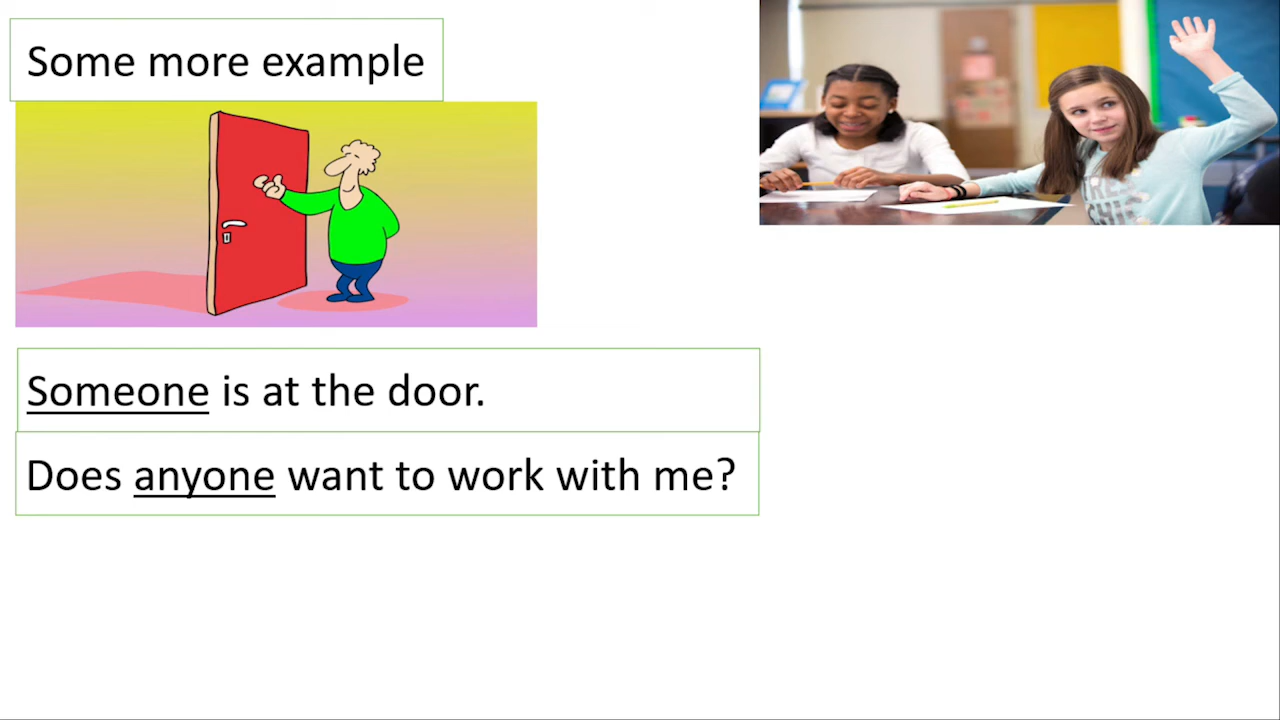 Some more example
Someone is at the door.
Does anyone want to work with me?